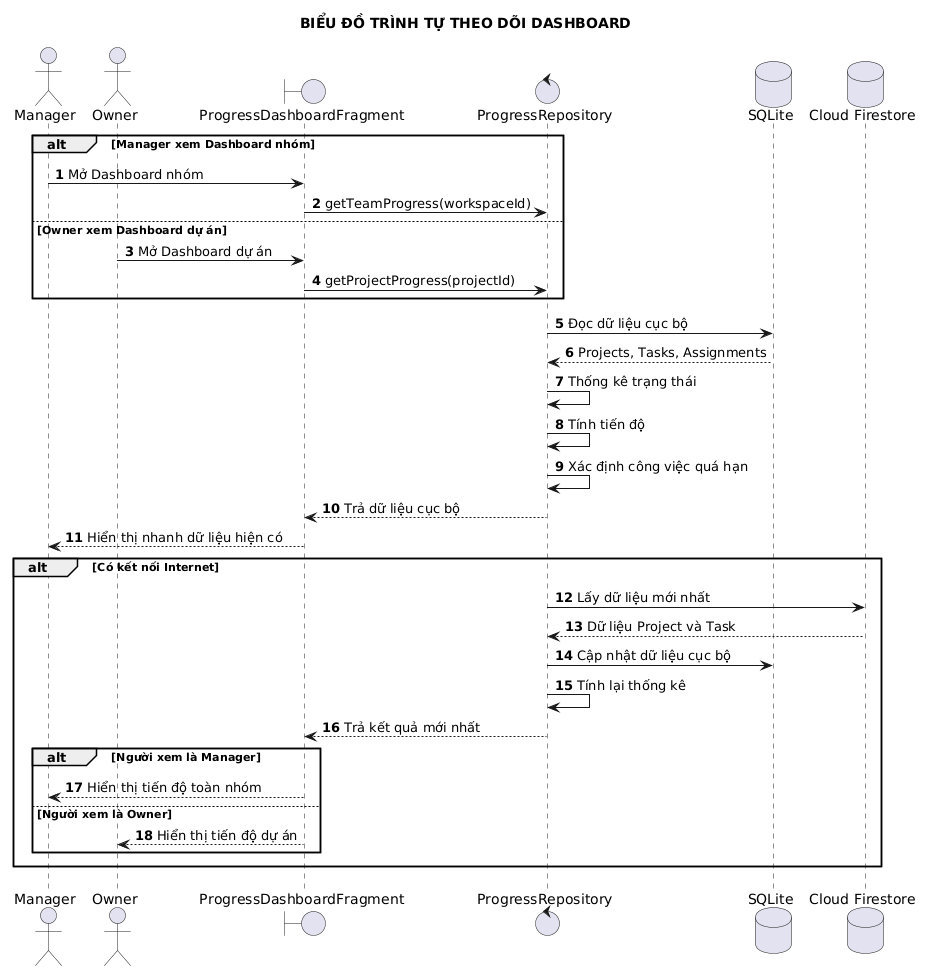 BIỂU ĐỒ TRÌNH TỰ THEO DÕI DASHBOARD
Manager Owner ProgressDashboardFragment ProgressRepository SQLite Cloud Firestore
alt [Manager xem Dashboard nhóm]
1 Mở Dashboard nhóm
2 getTeamProgress(workspaceId)
[Owner xem Dashboard dự án]
3 Mở Dashboard dự án
4 getProjectProgress(projectId)
5 Đọc dữ liệu cục bộ
6 Projects, Tasks, Assignments
7 Thống kê trạng thái
8 Tính tiến độ
9 Xác định công việc quá hạn
10 Trả dữ liệu cục bộ
11 Hiển thị nhanh dữ liệu hiện có
alt [Có kết nối Internet]
12 Lấy dữ liệu mới nhất
13 Dữ liệu Project và Task
14 Cập nhật dữ liệu cục bộ
15 Tính lại thống kê
16 Trả kết quả mới nhất
alt [Người xem là Manager]
17 Hiển thị tiến độ toàn nhóm
[Người xem là Owner]
18 Hiển thị tiến độ dự án
Manager Owner ProgressDashboardFragment ProgressRepository SQLite Cloud Firestore